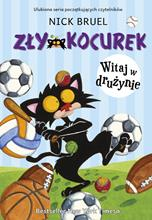 Ulubiona seria początkujących czytelników
NICK BRUEL
ZŁY KOCUREK
Witaj w
drużynie
Bestseller New York Timesa